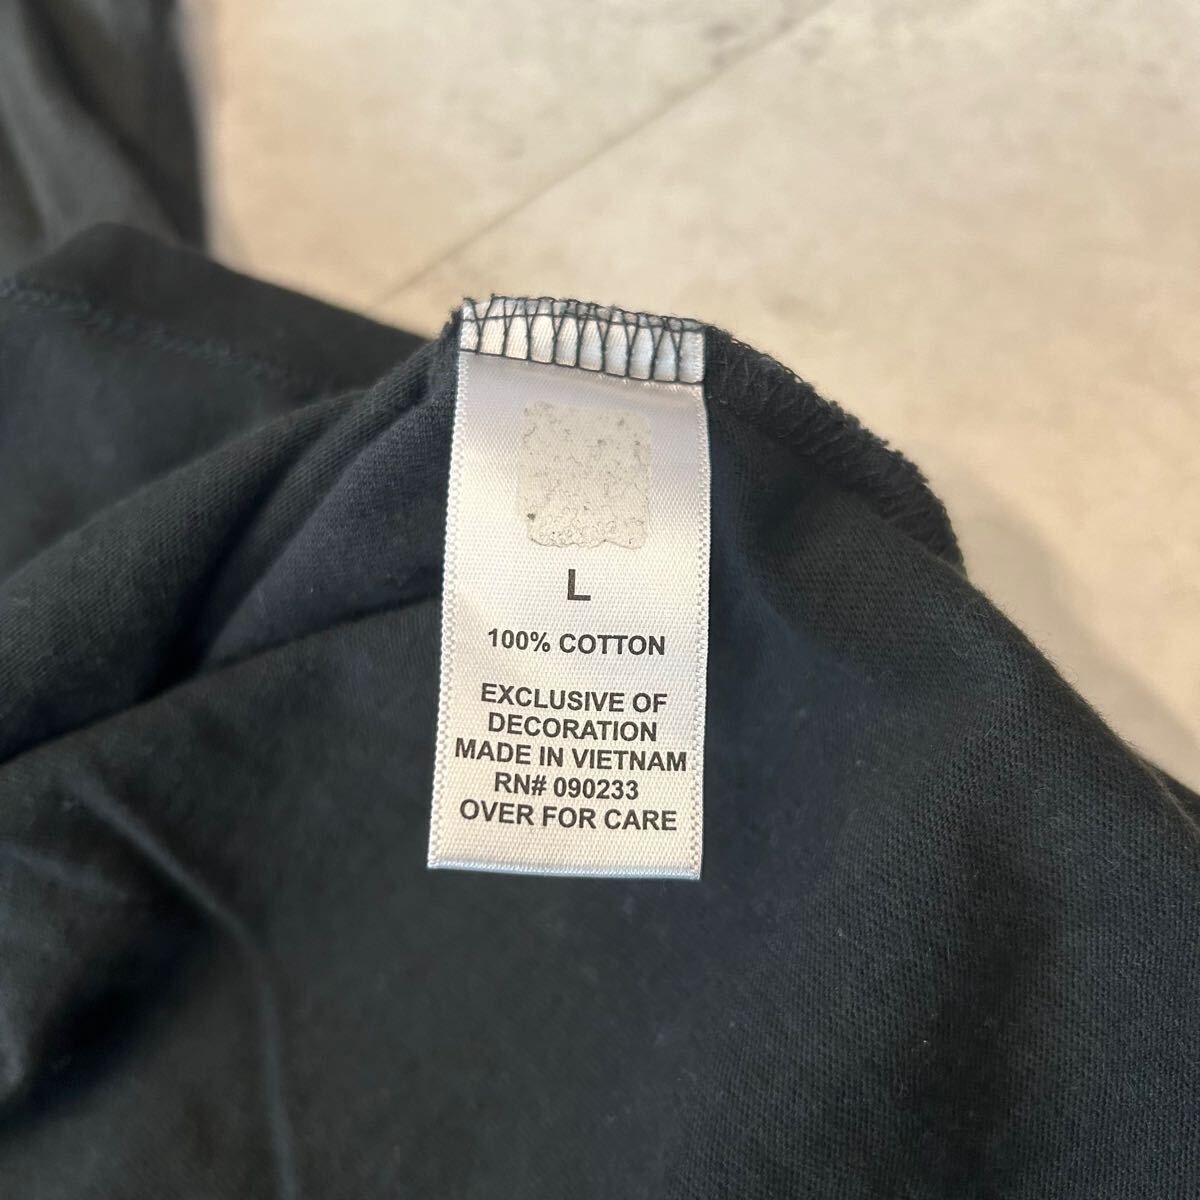 L
100% COTTON
EXCLUSIVE OF
DECORATION
MADE IN VIETNAM
RN# 090233
OVER FOR CARE